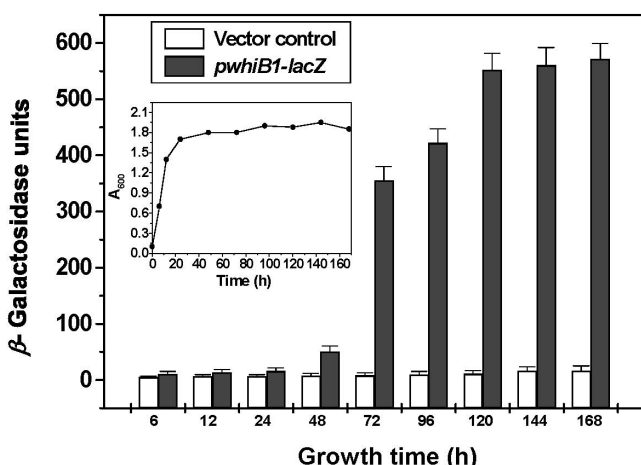 Vector control
pwhiB1-lacZ
β- Galactosidase units
600
500
400
300
200
100
0
A600
2.1
1.8
1.5
1.2
0.9
0.6
0.3
0.0
0 20 40 60 80 100 120 140 160
Time (h)
6 12 24 48 72 96 120 144 168
Growth time (h)